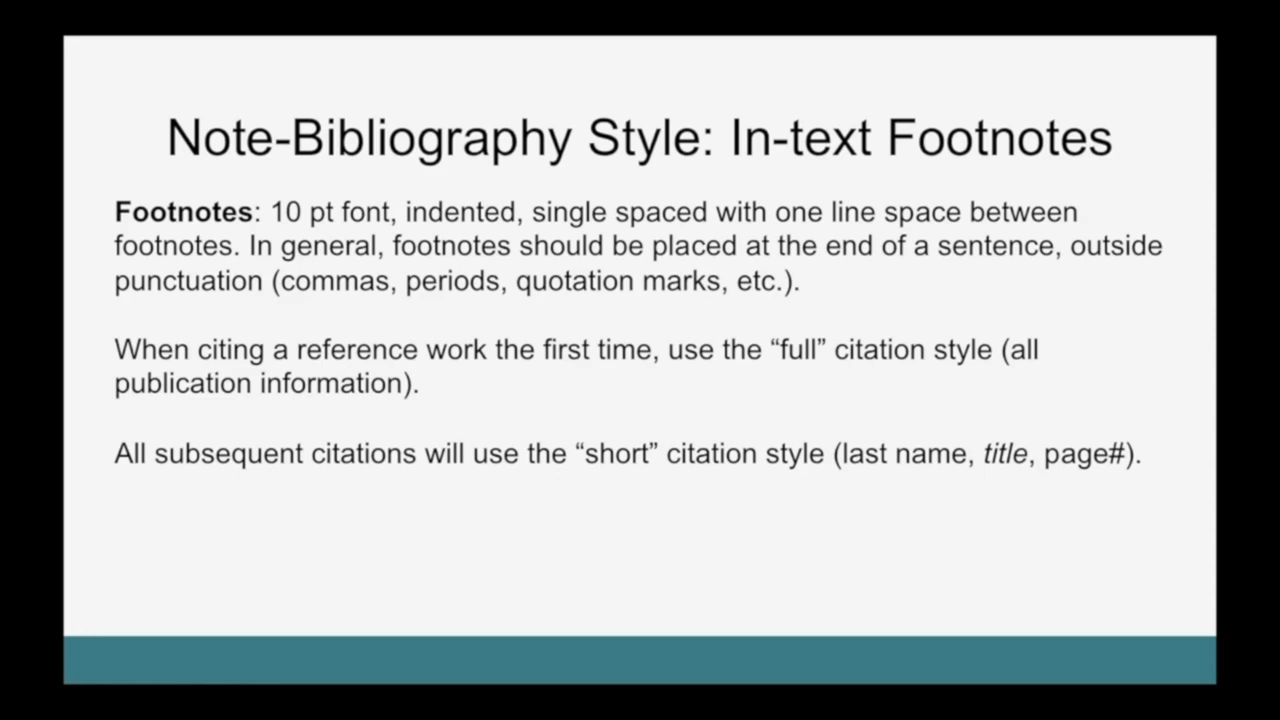 Note-Bibliography Style: In-text Footnotes
Footnotes: 10 pt font, indented, single spaced with one line space between
footnotes. In general, footnotes should be placed at the end of a sentence, outside
punctuation (commas, periods, quotation marks, etc.).
When citing a reference work the first time, use the “full” citation style (all
publication information).
All subsequent citations will use the “short” citation style (last name, title, page#).